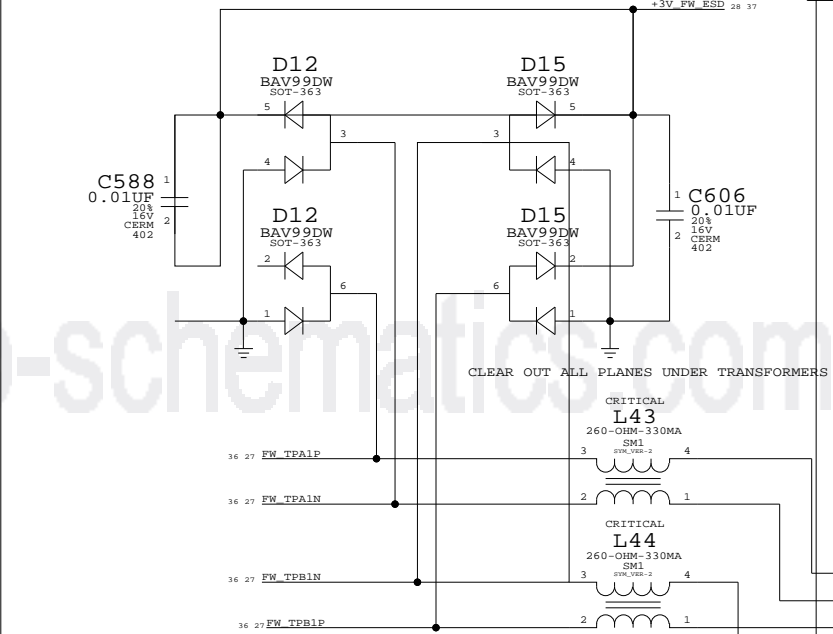 +3V_FW_ESD 28 37
D12
BAV99DW
SOT-363
5
3
4
D15
BAV99DW
SOT-363
5
3
4
C588
0.01UF
20%
16V
CERM
402
1
2
C606
0.01UF
20%
16V
CERM
402
1
2
D12
BAV99DW
SOT-363
2
6
1
D15
BAV99DW
SOT-363
2
6
1
-schematics.com
CLEAR OUT ALL PLANES UNDER TRANSFORMERS
CRITICAL
L43
260-OHM-330MA
SM1
SYM_VER-2
3
4
36 27 FW_TPA1P
2
1
36 27 FW_TPA1N
CRITICAL
L44
260-OHM-330MA
SM1
SYM_VER-2
3
4
36 27 FW_TPB1N
2
1
36 27 FW_TPB1P